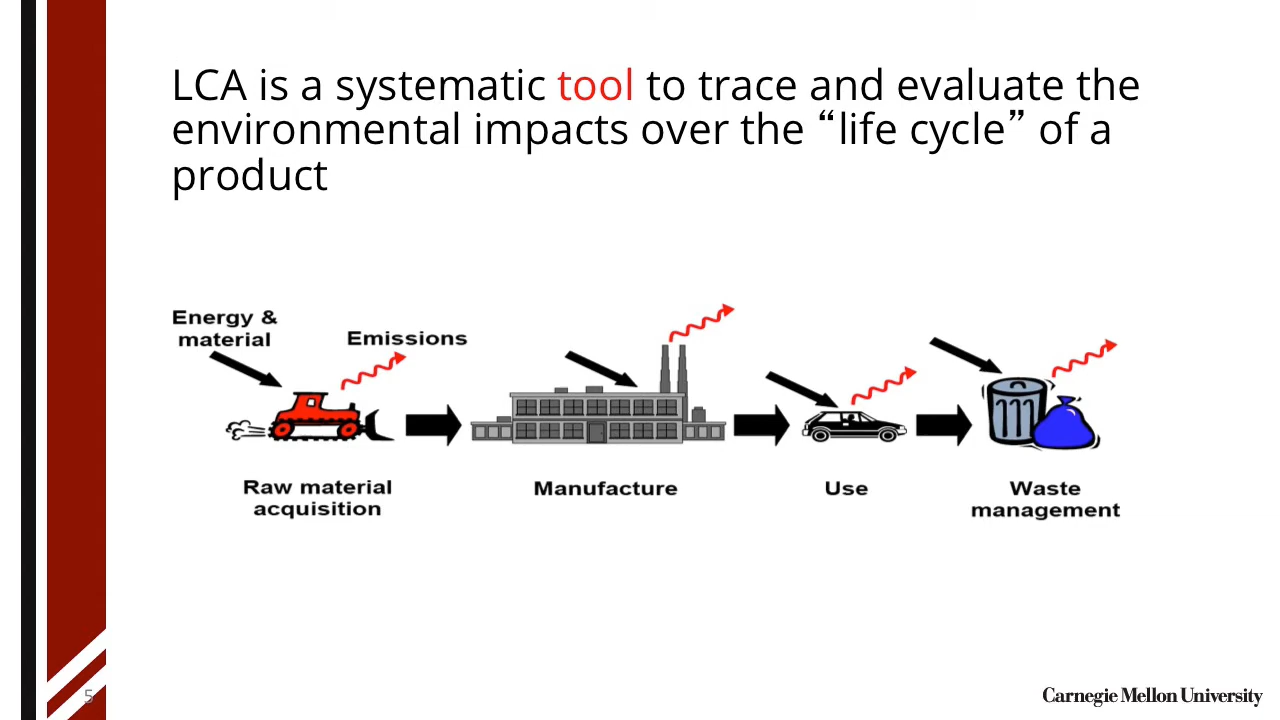 LCA is a systematic tool to trace and evaluate the
environmental impacts over the “life cycle” of a
product
Energy &
material
Emissions
Raw material
acquisition
Manufacture
Use
Waste
management
5
Carnegie Mellon University